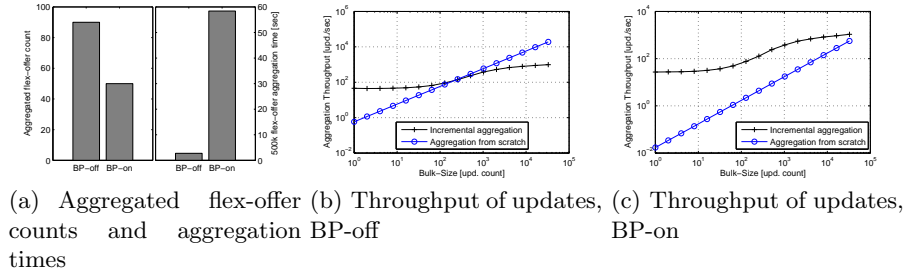 100
80
60
40
20
0
Aggregated flex-offer count
BP-off BP-on
BP-off BP-on
60
50
40
30
20
10
0
500k flex-offer aggregation time [sec]
10^6
10^4
10^2
10^0
10^-2
Aggregation Throughput [upd./sec]
Incremental aggregation
Aggregation from scratch
10^0 10^1 10^2 10^3 10^4 10^5
Bulk-Size [upd. count]
10^4
10^2
10^0
10^-2
Aggregation Throughput [upd./sec]
Incremental aggregation
Aggregation from scratch
10^0 10^1 10^2 10^3 10^4 10^5
Bulk-Size [upd. count]
(a) Aggregated flex-offer
counts and aggregation
times
(b) Throughput of updates,
BP-off
(c) Throughput of updates,
BP-on